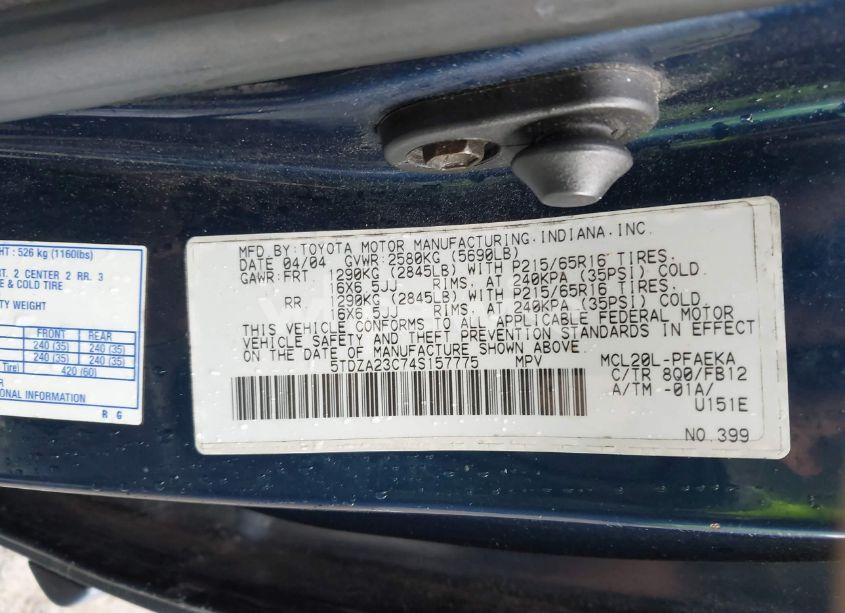 HT : 526 kg (1160lbs)
RT. 2 CENTER 2 RR. 3
E & COLD TIRE
TY WEIGHT
FRONT REAR
240 (35) 240 (35)
240 (35) 240 (35)
Tire) 420 (60)
AL INFORMATION
R G
MFD. BY: TOYOTA MOTOR MANUFACTURING, INDIANA, INC.
DATE 04/04 GVWR: 2580KG (5690LB)
GAWR: FRT 1290KG (2845LB) WITH P215/65R16 TIRES,
16X6.5JJ RIMS, AT 240KPA (35PSI) COLD.
RR 1290KG (2845LB) WITH P215/65R16 TIRES,
16X6.5JJ RIMS, AT 240KPA (35PSI) COLD.
THIS VEHICLE CONFORMS TO ALL APPLICABLE FEDERAL MOTOR
VEHICLE SAFETY AND THEFT PREVENTION STANDARDS IN EFFECT
ON THE DATE OF MANUFACTURE SHOWN ABOVE.
5TDZA23C74S157775 MPV MCL20L-PFAEKA
C/TR 8Q0/FB12
A/TM -01A/
U151E
NO.399